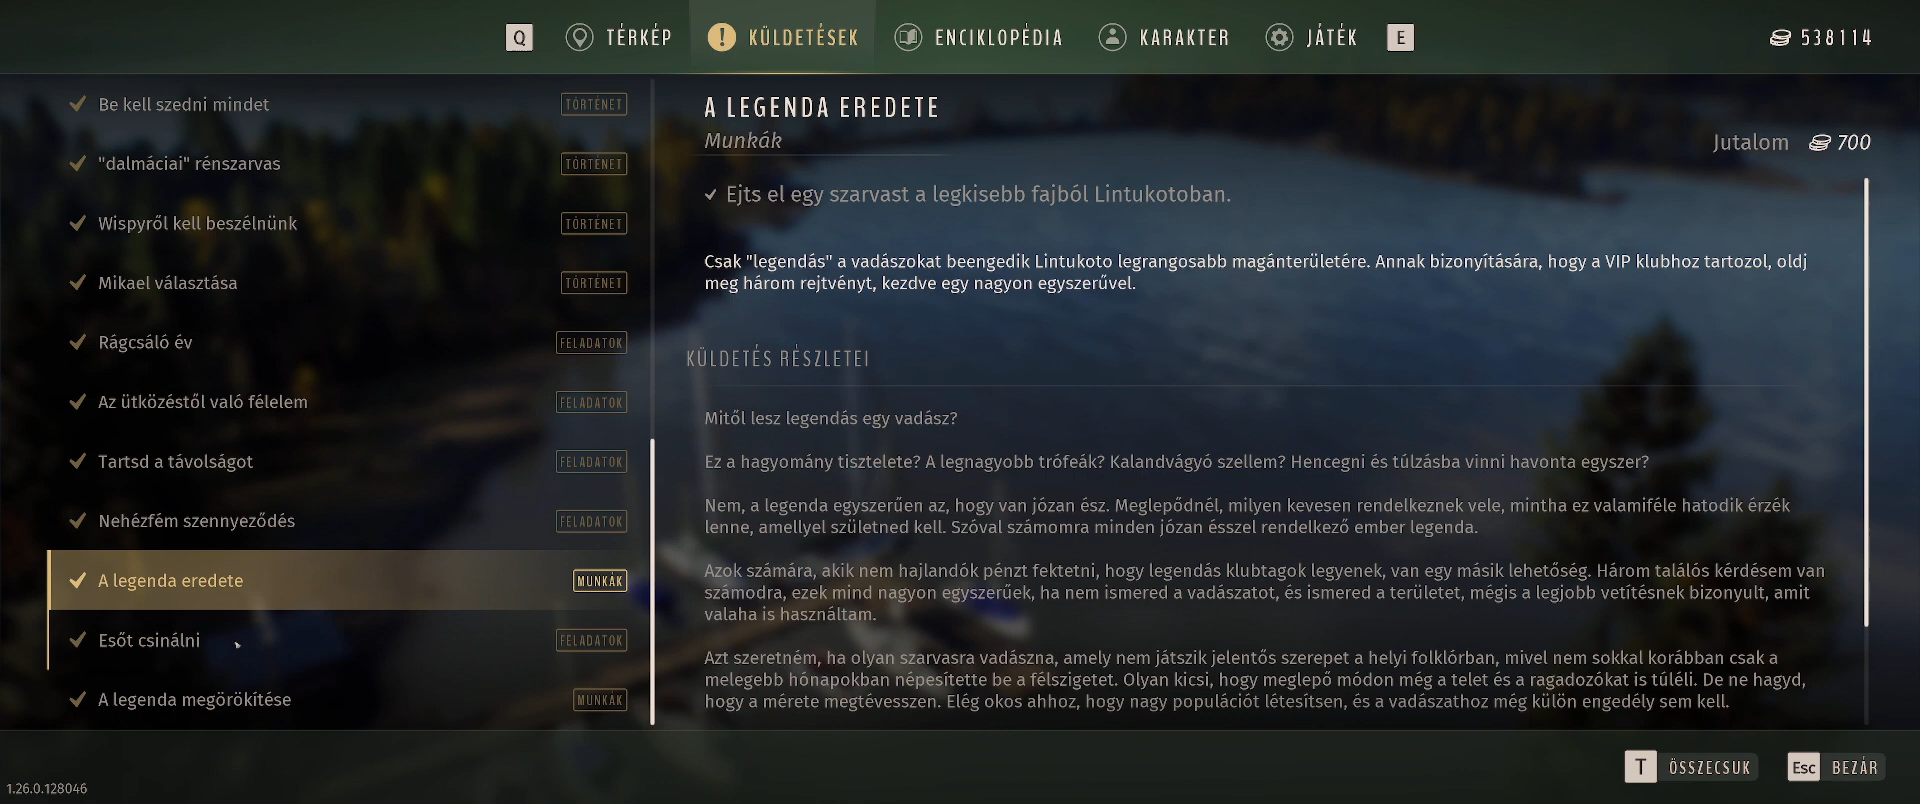 Q TÉRKÉP KÜLDETÉSEK ENCIKLOPÉDIA KARAKTER JÁTÉK E 538114
Be kell szedni mindet TÖRTÉNET
"dalmáciai" rénszarvas TÖRTÉNET
Wispyről kell beszélnünk TÖRTÉNET
Mikael választása TÖRTÉNET
Rágcsáló év FELADATOK
Az ütközéstől való félelem FELADATOK
Tartsd a távolságot FELADATOK
Nehézfém szennyeződés FELADATOK
A legenda eredete MUNKÁK
Esőt csinálni FELADATOK
A legenda megörökítése MUNKÁK
A LEGENDA EREDETE
Munkák
Jutalom 700
Ejts el egy szarvast a legkisebb fajból Lintukotoban.
Csak "legendás" a vadászokat beengedik Lintukoto legrangosabb magánterületére. Annak bizonyítására, hogy a VIP klubhoz tartozol, oldj
meg három rejtvényt, kezdve egy nagyon egyszerűvel.
KÜLDETÉS RÉSZLETEI
Mitől lesz legendás egy vadász?
Ez a hagyomány tisztelete? A legnagyobb trófeák? Kalandvágyó szellem? Hencegni és túlzásba vinni havonta egyszer?
Nem, a legenda egyszerűen az, hogy van józan ész. Meglepődnél, milyen kevesen rendelkeznek vele, mintha ez valamiféle hatodik érzék
lenne, amellyel születned kell. Szóval számomra minden józan ésszel rendelkező ember legenda.
Azok számára, akik nem hajlandók pénzt fektetni, hogy legendás klubtagok legyenek, van egy másik lehetőség. Három találós kérdésem van
számodra, ezek mind nagyon egyszerűek, ha nem ismered a vadászatot, és ismered a területet, mégis a legjobb vetítésnek bizonyult, amit
valaha is használtam.
Azt szeretném, ha olyan szarvasra vadászna, amely nem játszik jelentős szerepet a helyi folklórban, mivel nem sokkal korábban csak a
melegebb hónapokban népesítette be a félszigetet. Olyan kicsi, hogy meglepő módon még a telet és a ragadozókat is túléli. De ne hagyd,
hogy a mérete megtévesszen. Elég okos ahhoz, hogy nagy populációt létesítsen, és a vadászathoz még külön engedély sem kell.
T ÖSSZECSUK Esc BEZÁR
1.26.0.128046